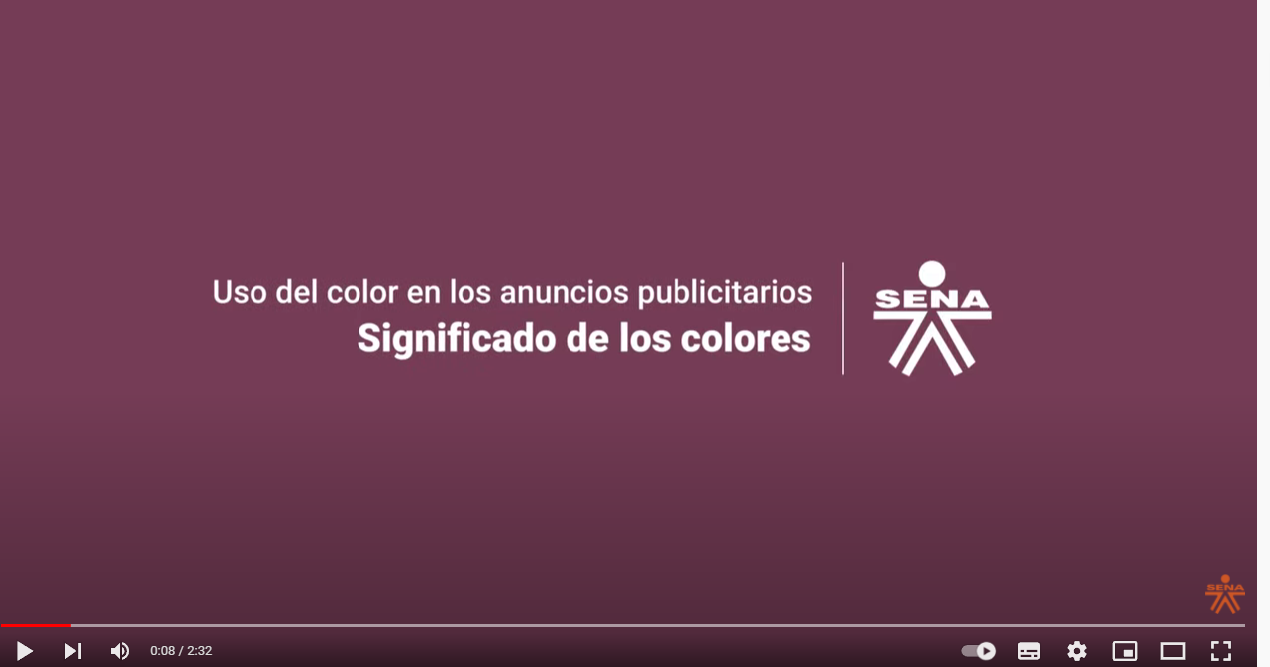 Uso del color en los anuncios publicitarios
Significado de los colores
SENA
SENA
0:08 / 2:32